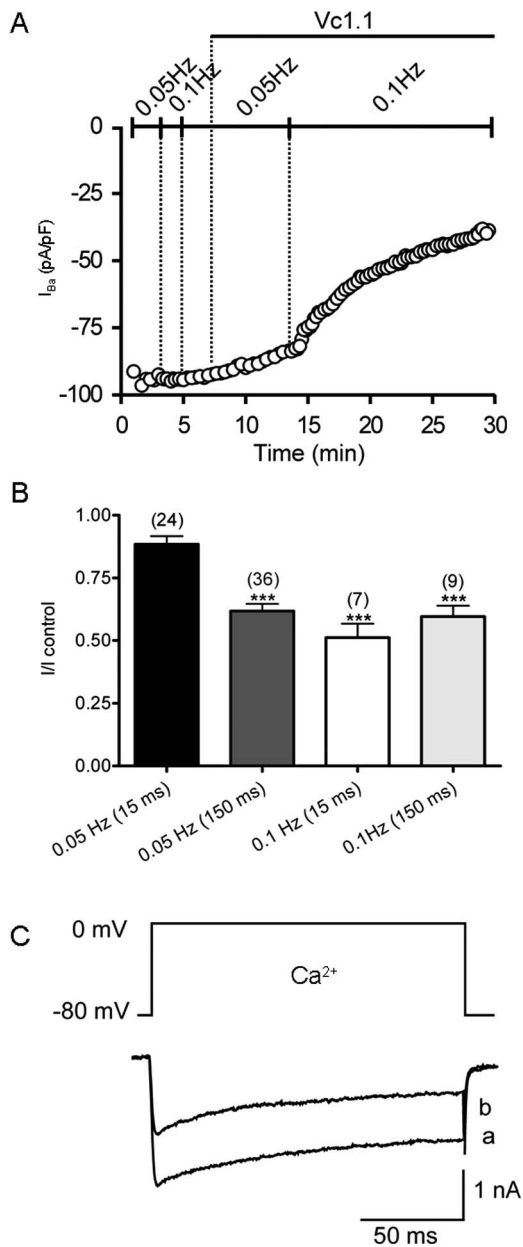 A
Vc1.1
0.05Hz 0.1Hz 0.05Hz 0.1Hz
0
-25
-50
-75
-100
I_Ba (pA/pF)
0 5 10 15 20 25 30
Time (min)
B
1.00
0.75
0.50
0.25
0.00
I/I control
(24)
(36)
***
(7)
***
(9)
***
0.05 Hz (15 ms)
0.05 Hz (150 ms)
0.1 Hz (15 ms)
0.1Hz (150 ms)
C
0 mV
Ca²⁺
-80 mV
b
a
1 nA
50 ms